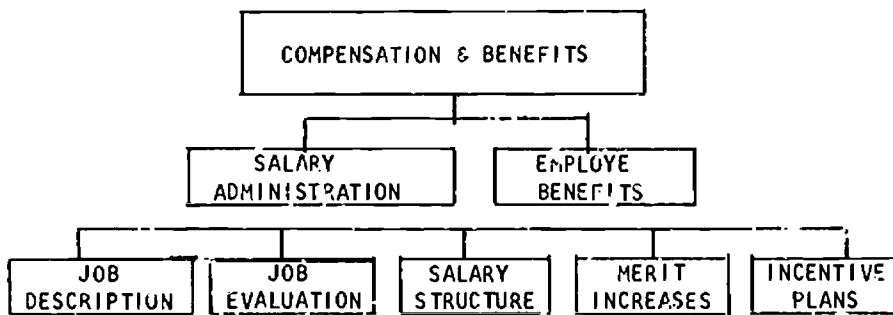 COMPENSATION & BENEFITS
SALARY
ADMINISTRATION
EMPLOYE
BENEFITS
JOB
DESCRIPTION
JOB
EVALUATION
SALARY
STRUCTURE
MERIT
INCREASES
INCENTIVE
PLANS